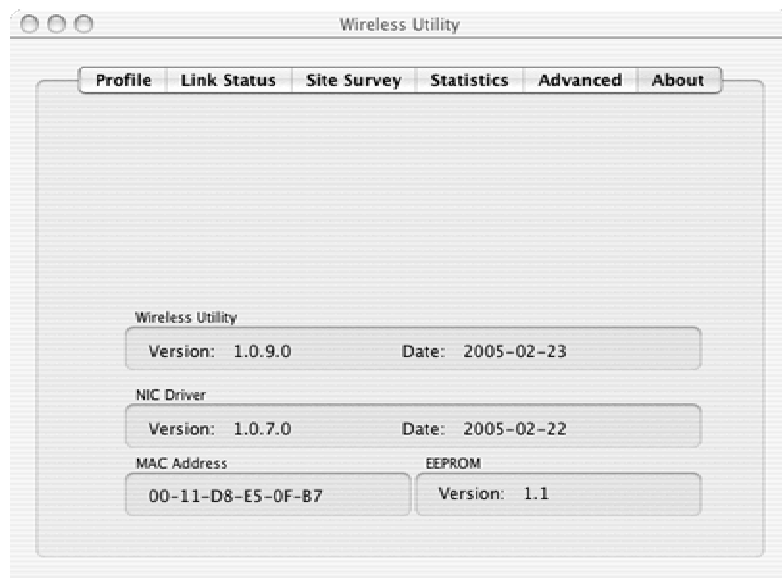 Wireless Utility
Profile Link Status Site Survey Statistics Advanced About
Wireless Utility
Version: 1.0.9.0 Date: 2005-02-23
NIC Driver
Version: 1.0.7.0 Date: 2005-02-22
MAC Address EEPROM
00-11-D8-E5-0F-B7 Version: 1.1